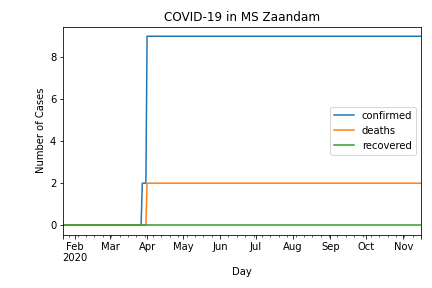 COVID-19 in MS Zaandam
Number of Cases
8
6
4
2
0
confirmed
deaths
recovered
Feb Mar Apr May Jun Jul Aug Sep Oct Nov
2020
Day